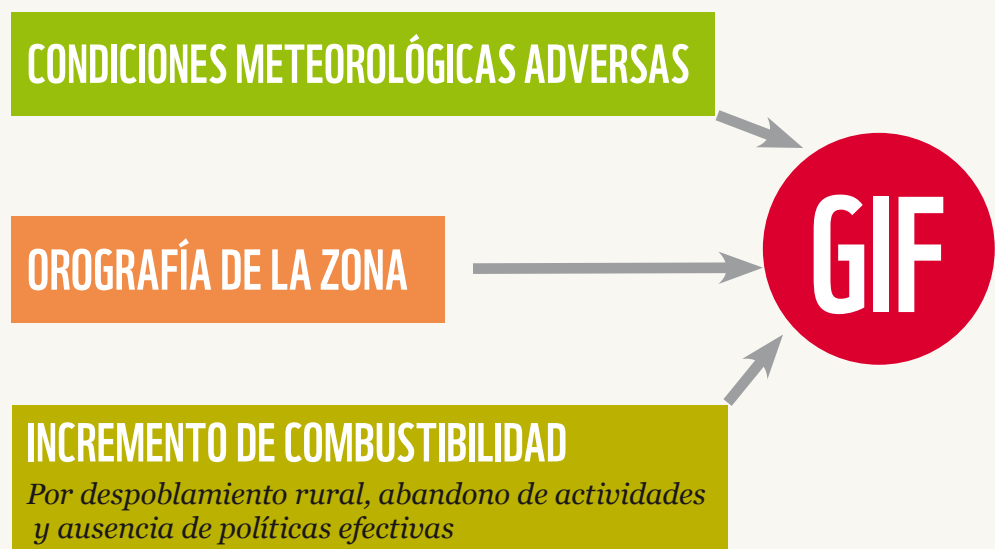 CONDICIONES METEOROLÓGICAS ADVERSAS
OROGRAFÍA DE LA ZONA
GIF
INCREMENTO DE COMBUSTIBILIDAD
Por despoblamiento rural, abandono de actividades
y ausencia de políticas efectivas